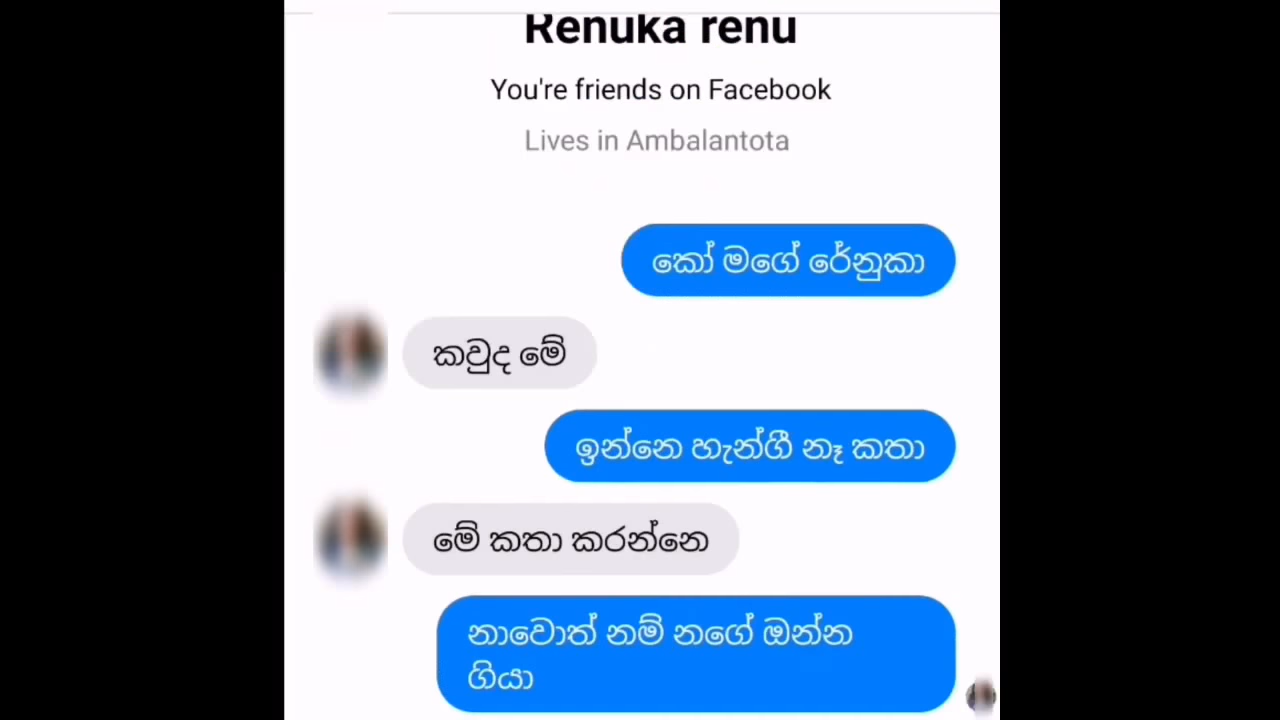 Renuka renu
You're friends on Facebook
Lives in Ambalantota
කෝ මගේ රේනුකා
කවුද මේ
ඉන්නෙ හැන්ගී නෑ කතා
මේ කතා කරන්නෙ
නාවොත් නම් නගේ ඔන්න
ගියා